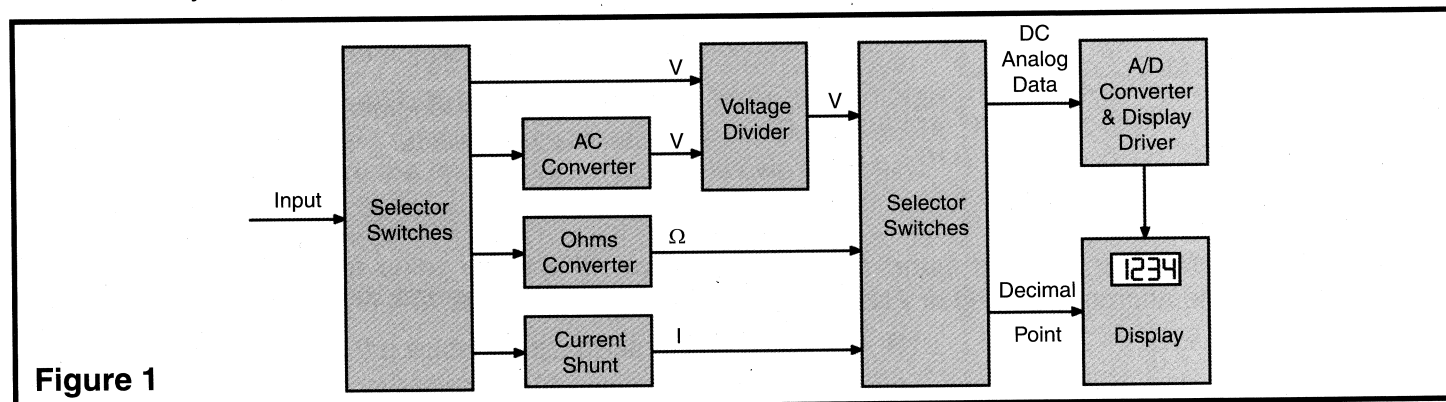 Input
Selector
Switches
V
AC
Converter
V
Voltage
Divider
V
Ohms
Converter
Ω
Current
Shunt
I
Selector
Switches
DC
Analog
Data
A/D
Converter
& Display
Driver
Decimal
Point
1234
Display
Figure 1